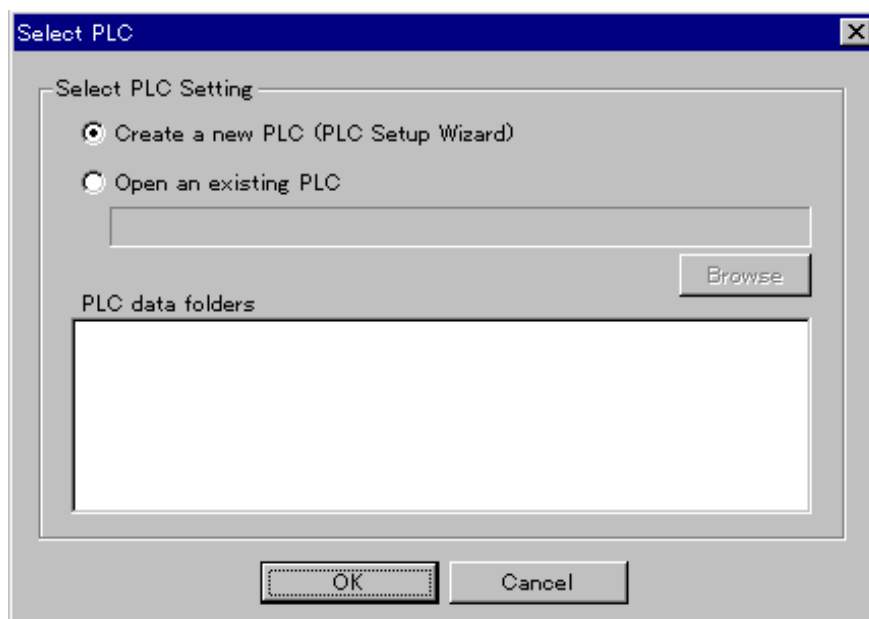 Select PLC
Select PLC Setting
Create a new PLC (PLC Setup Wizard)
Open an existing PLC
Browse
PLC data folders
OK
Cancel